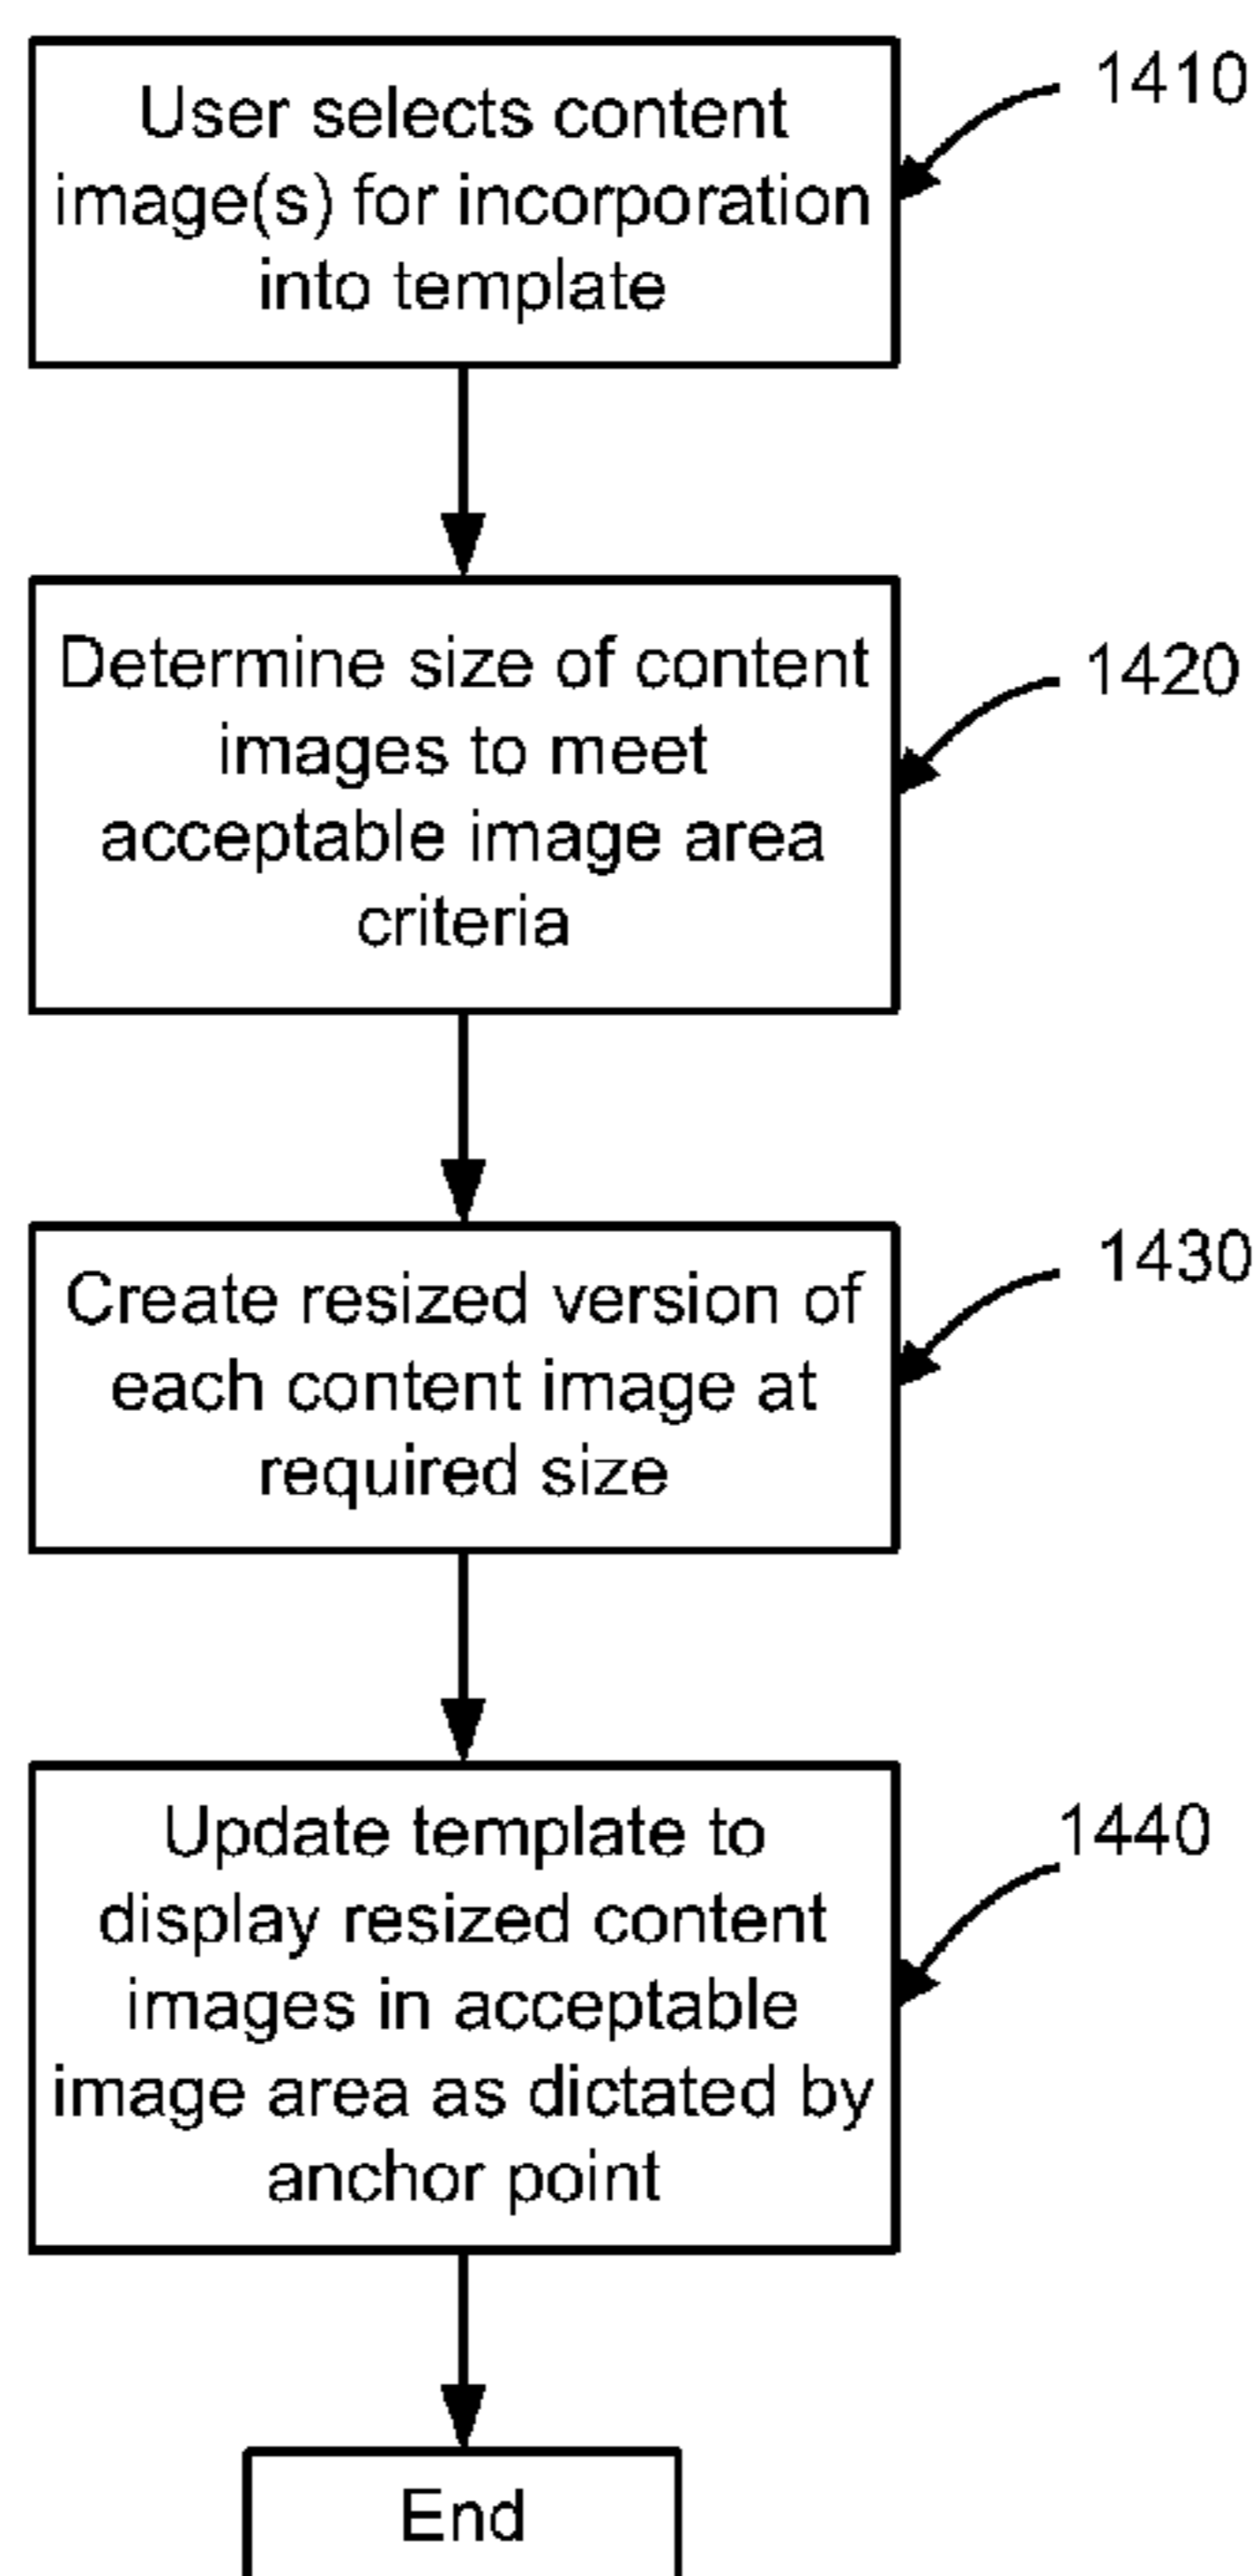 User selects content
image(s) for incorporation
into template
1410
Determine size of content
images to meet
acceptable image area
criteria
1420
Create resized version of
each content image at
required size
1430
Update template to
display resized content
images in acceptable
image area as dictated by
anchor point
1440
End